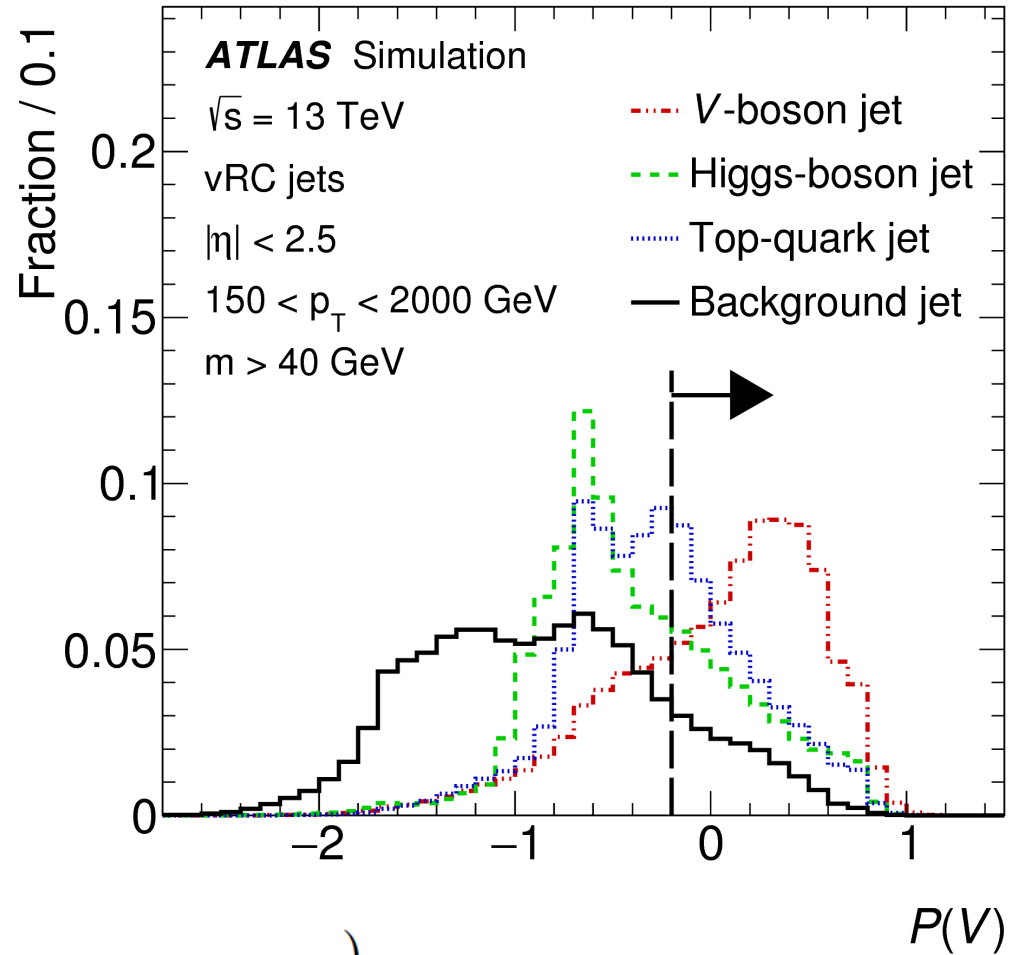 Fraction / 0.1
ATLAS Simulation
√s = 13 TeV
vRC jets
|η| < 2.5
150 < p_T < 2000 GeV
m > 40 GeV
V-boson jet
Higgs-boson jet
Top-quark jet
Background jet
0.2
0.15
0.1
0.05
0
−2 −1 0 1
P(V)
)